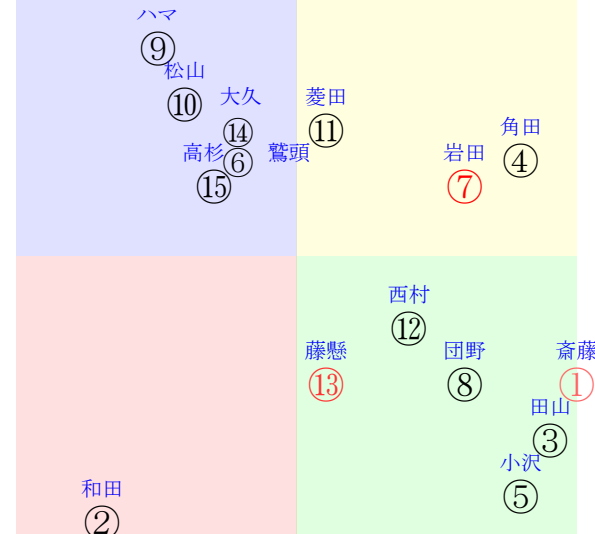 ハマ
⑨
松山
⑩
大久
⑭
高杉
⑥
鷲頭
⑮
菱田
⑪
角田
④
岩田
⑦
西村
⑫
藤懸
⑬
団野
⑧
斎藤
①
田山
③
小沢
⑤
和田
②